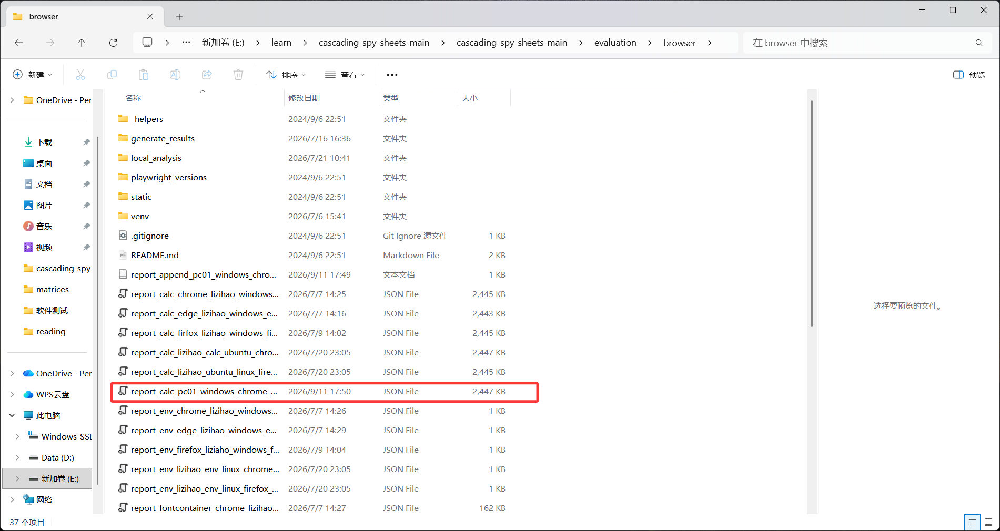 browser
新加卷 (E:) > learn > cascading-spy-sheets-main > cascading-spy-sheets-main > evaluation > browser >
在 browser 中搜索
新建
排序
查看
预览
OneDrive - Per
下载
桌面
文档
图片
音乐
视频
cascading-spy-
matrices
软件测试
reading
OneDrive - Per
WPS云盘
此电脑
Windows-SSD
Data (D:)
新加卷 (E:)
网络
名称 修改日期 类型 大小
_helpers 2024/9/6 22:51 文件夹
generate_results 2026/7/16 16:36 文件夹
local_analysis 2026/7/21 10:41 文件夹
playwright_versions 2024/9/6 22:51 文件夹
static 2024/9/6 22:51 文件夹
venv 2026/7/6 15:41 文件夹
.gitignore 2024/9/6 22:51 Git Ignore 源文件 1 KB
README.md 2024/9/6 22:51 Markdown File 2 KB
report_append_pc01_windows_chro... 2026/9/11 17:49 文本文档 1 KB
report_calc_chrome_lizihao_windows... 2026/7/7 14:25 JSON File 2,445 KB
report_calc_edge_lizihao_windows_e... 2026/7/7 14:16 JSON File 2,443 KB
report_calc_firfox_lizihao_windows_fi... 2026/7/9 14:02 JSON File 2,445 KB
report_calc_lizihao_calc_ubuntu_chro... 2026/7/20 23:05 JSON File 2,447 KB
report_calc_lizihao_ubuntu_linux_fire... 2026/7/20 23:05 JSON File 2,445 KB
report_calc_pc01_windows_chrome_... 2026/9/11 17:50 JSON File 2,447 KB
report_env_chrome_lizihao_windows... 2026/7/7 14:26 JSON File 1 KB
report_env_edge_lizihao_windows_e... 2026/7/7 14:29 JSON File 1 KB
report_env_firefox_liziaho_windows_f... 2026/7/9 14:04 JSON File 1 KB
report_env_lizihao_env_linux_chrome... 2026/7/20 23:05 JSON File 1 KB
report_env_lizihao_env_linux_firefox_... 2026/7/20 23:05 JSON File 1 KB
report_fontcontainer_chrome_lizihao... 2026/7/7 14:27 JSON File 162 KB
选择要预览的文件。
37 个项目